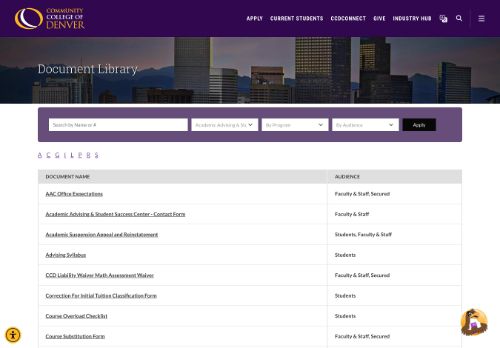 COMMUNITY
COLLEGE OF
DENVER
APPLY CURRENT STUDENTS CCDCONNECT GIVE INDUSTRY HUB
Document Library
Search by Name or # Academic Advising & Stu By Program By Audience Apply
A C G I L P R S
DOCUMENT NAME AUDIENCE
AAC Office Expectations Faculty & Staff, Secured
Academic Advising & Student Success Center - Contact Form Faculty & Staff
Academic Suspension Appeal and Reinstatement Students, Faculty & Staff
Advising Syllabus Students
CCD Liability Waiver Math Assessment Waiver Faculty & Staff, Secured
Correction For Initial Tuition Classification Form Students
Course Overload Checklist Students
Course Substitution Form Faculty & Staff, Secured